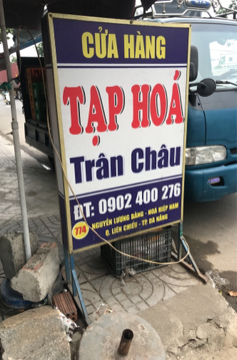 CỬA HÀNG
TẠP HOÁ
Trân Châu
ĐT: 0902 400 276
774 NGUYỄN LƯƠNG BẰNG - HOÀ HIỆP NAM
Q. LIÊN CHIỂU - TP. ĐÀ NẴNG